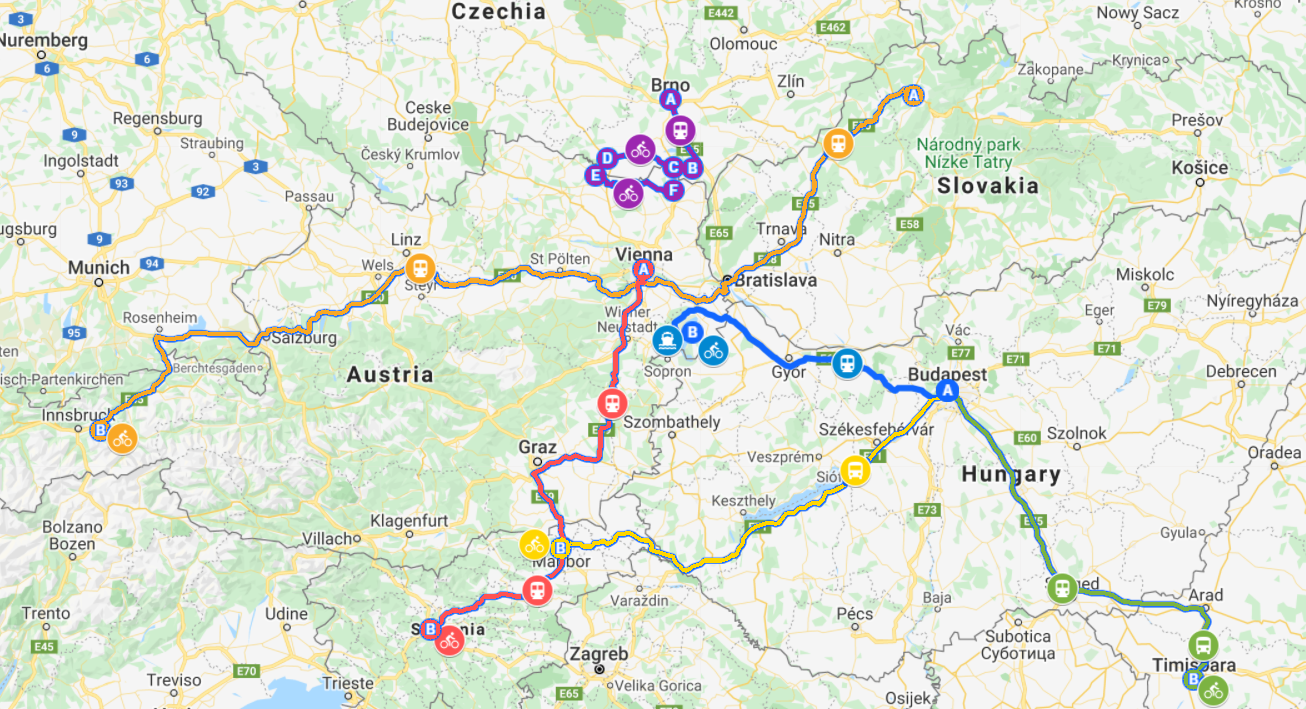 Czechia
3
E442
Nowy Sacz
Krosno
Nuremberg
6
6
Olomouc
E462
Krynica
Zakopane
Brno
A
Zlín
A
Regensburg
Ceske
Budejovice
9
Straubing
Český Krumlov
Prešov
Národný park
Nízke Tatry
Ingolstadt
3
93
92
D
C
B
E
F
Košice
Slovakia
Passau
E65
Trnava
E58
Nitra
9
94
Linz
Wels
Steyr
St Pölten
Vienna
A
Munich
Bratislava
Miskolc
E79
Nyíregyháza
Eger
Rosenheim
95
Salzburg
Wiener
Neustadt
B
Vác
E77
E71
E71
Berchtesgaden
Sopron
Győr
Budapest
A
Debrecen
Austria
Innsbruck
B
Szombathely
Székesfehérvár
E60
Szolnok
Graz
Veszprém
Oradea
Hungary
Keszthely
E73
Bolzano
Bozen
Klagenfurt
Villach
E75
Gyula
B
Maribor
Varaždin
Pécs
Baja
Arad
Trento
Udine
B
Subotica
Суботица
E45
Zagreb
Timișoara
B
E70
Treviso
Trieste
Velika Gorica
E65
Osijek